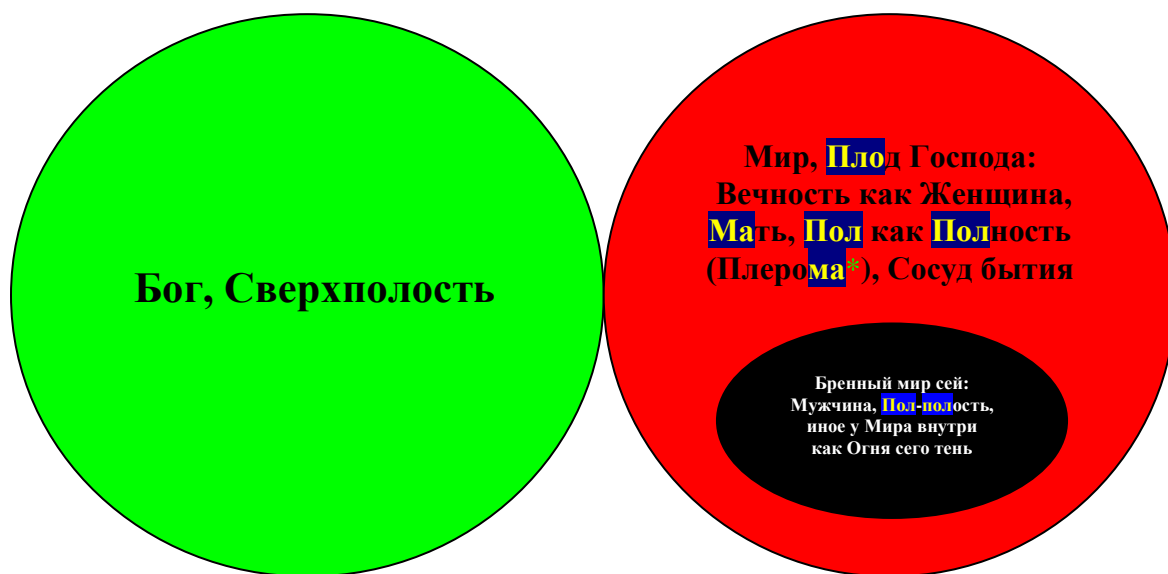 Бог, Сверхполость
Мир, Плод Господа:
Вечность как Женщина,
Мать, Пол как Полность
(Плерома*), Сосуд бытия
Бренный мир сей:
Мужчина, Пол-полость,
иное у Мира внутри
как Огня сего тень